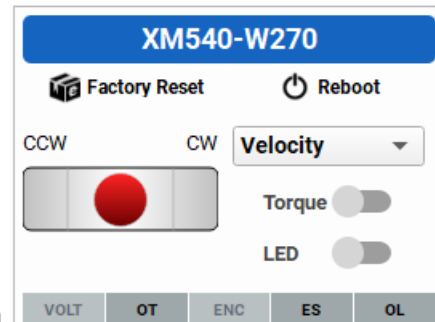 XM540-W270
Factory Reset Reboot
CCW CW Velocity
Torque
LED
VOLT OT ENC ES OL